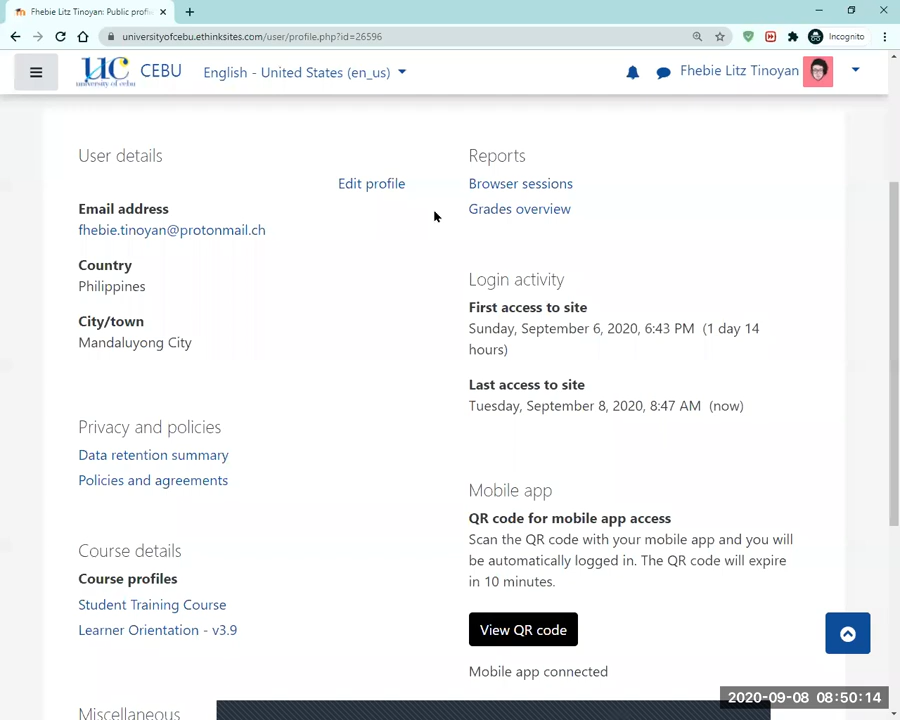 Fhebie Litz Tinoyan: Public profi
universityofcebu.ethinksites.com/user/profile.php?id=26596
Incognito
UC
university of cebu
CEBU
English - United States (en_us)
Fhebie Litz Tinoyan
User details
Edit profile
Email address
fhebie.tinoyan@protonmail.ch
Country
Philippines
City/town
Mandaluyong City
Privacy and policies
Data retention summary
Policies and agreements
Course details
Course profiles
Student Training Course
Learner Orientation - v3.9
Miscellaneous
Reports
Browser sessions
Grades overview
Login activity
First access to site
Sunday, September 6, 2020, 6:43 PM  (1 day 14
hours)
Last access to site
Tuesday, September 8, 2020, 8:47 AM  (now)
Mobile app
QR code for mobile app access
Scan the QR code with your mobile app and you will
be automatically logged in. The QR code will expire
in 10 minutes.
View QR code
Mobile app connected
2020-09-08 08:50:14